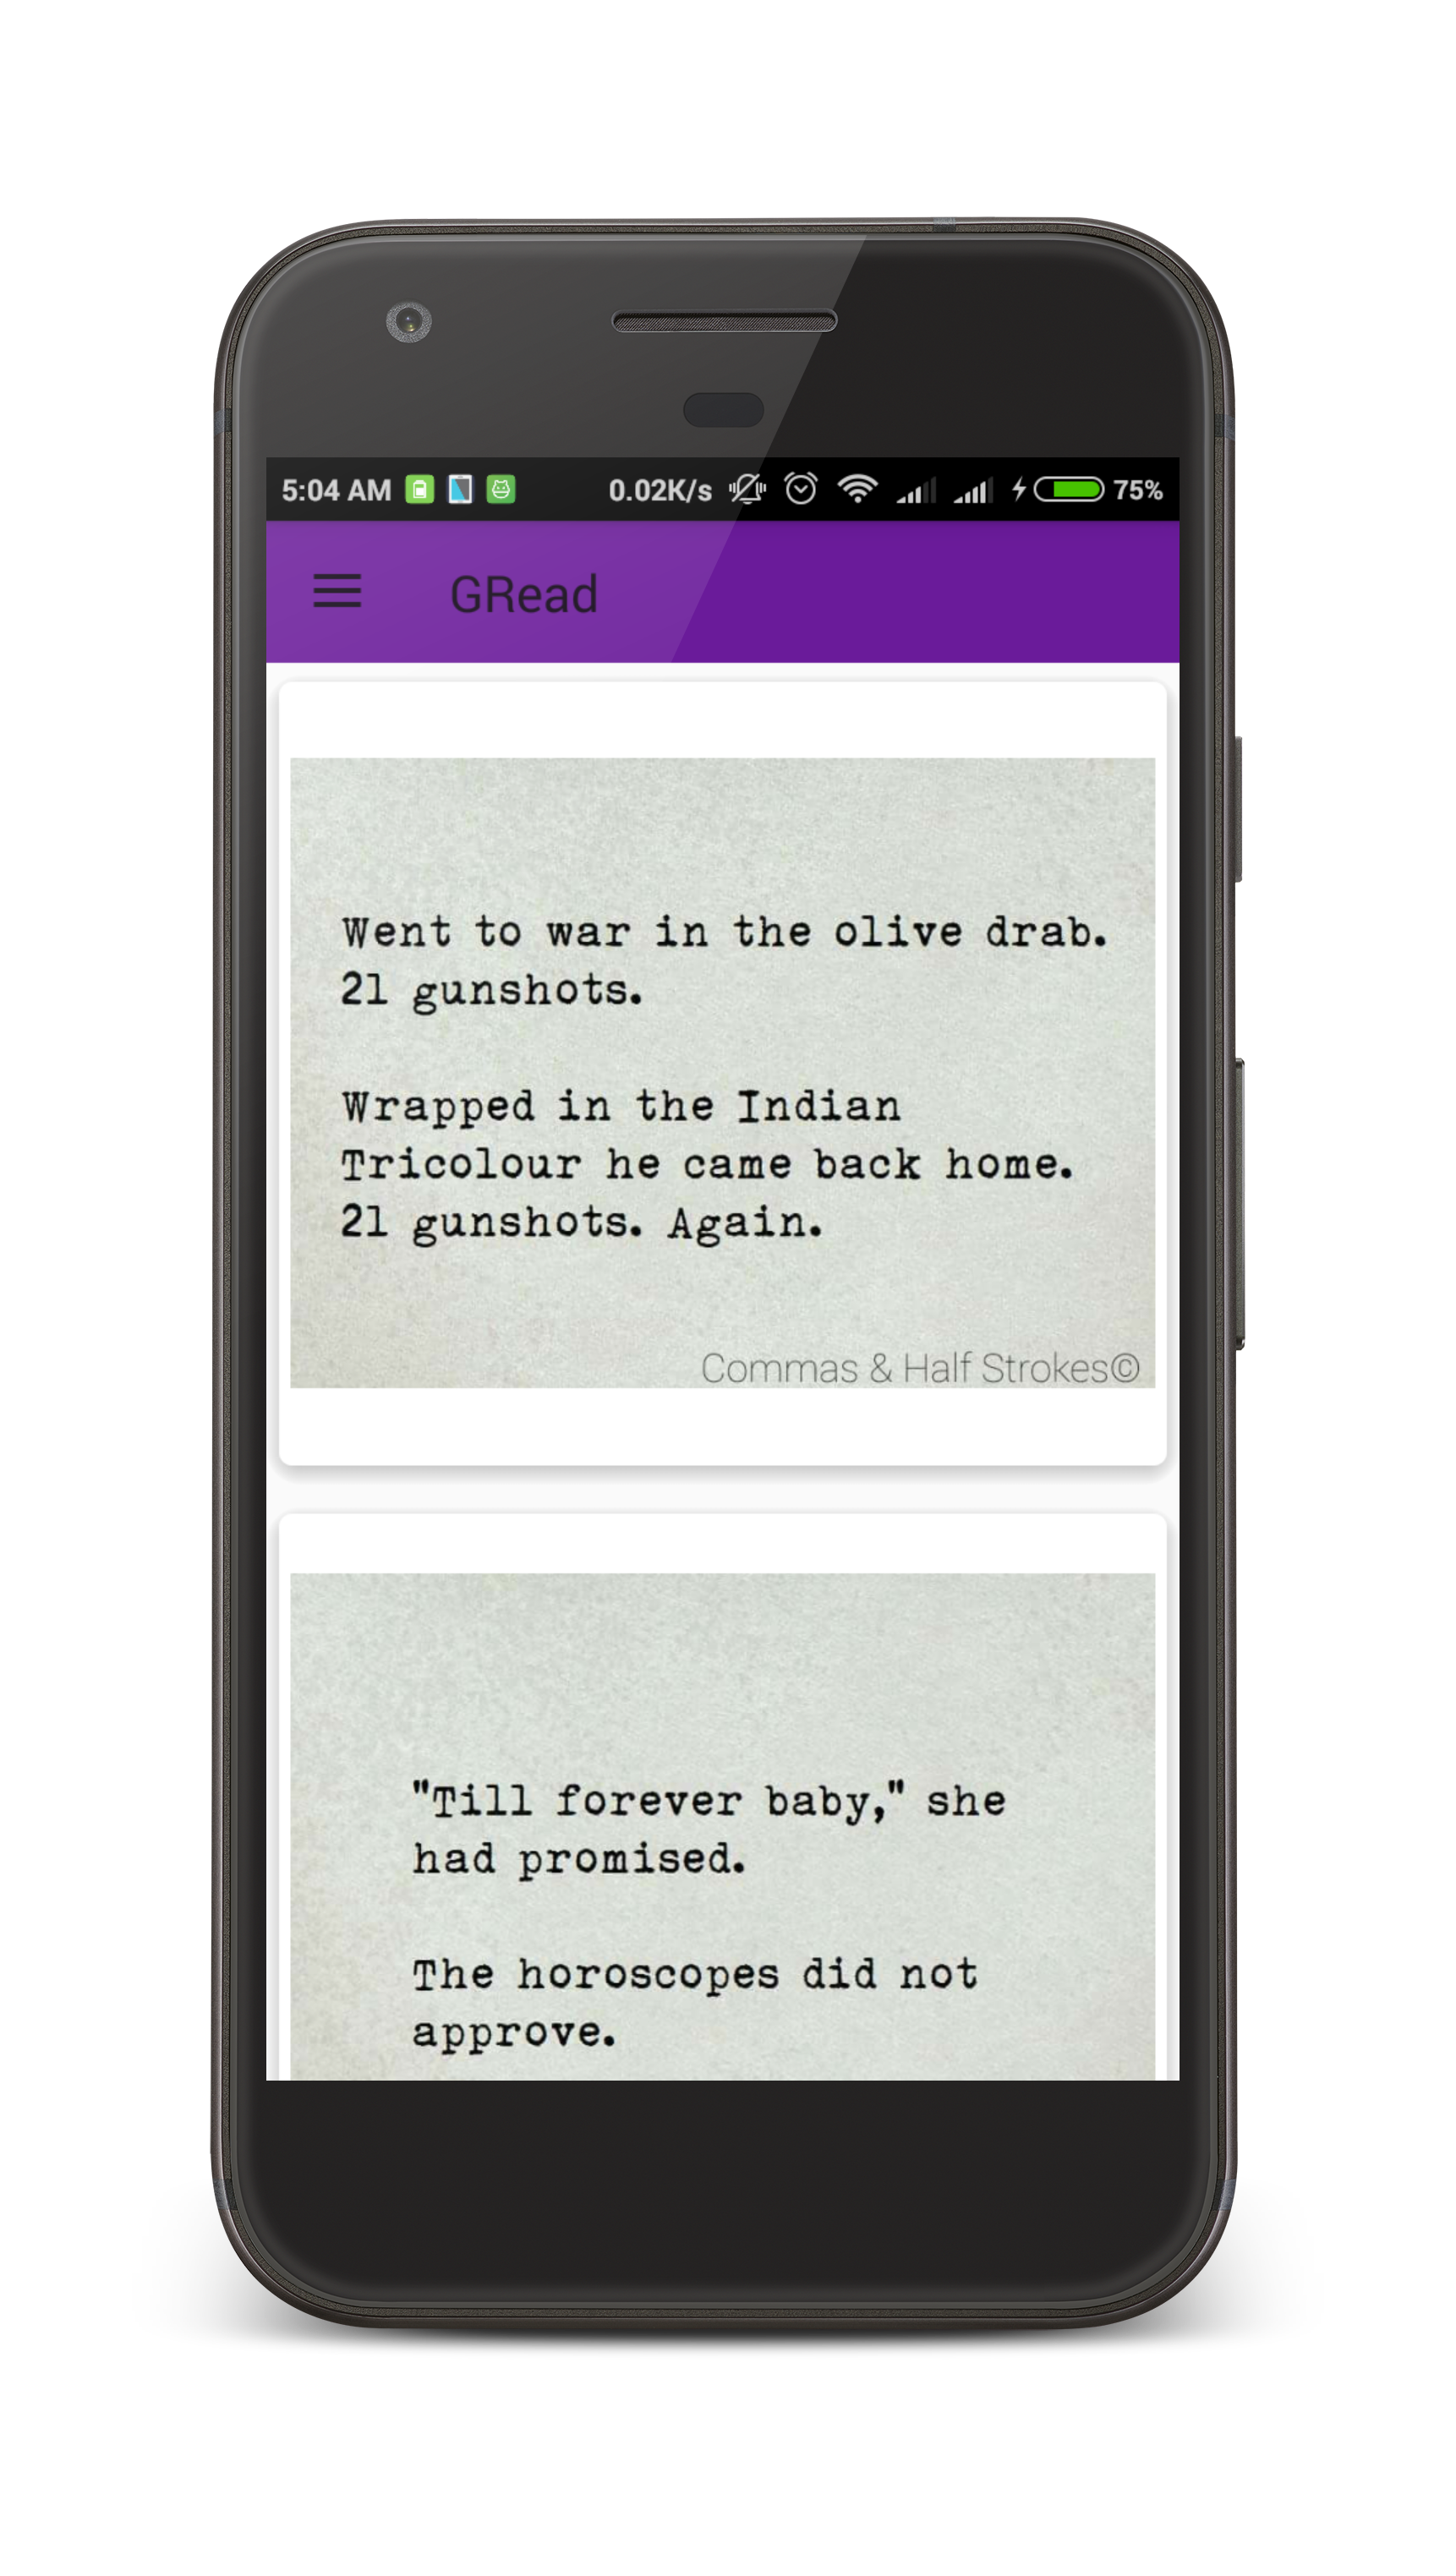 5:04 AM 0.02K/s 75%
GRead
Went to war in the olive drab.
21 gunshots.
Wrapped in the Indian
Tricolour he came back home.
21 gunshots. Again.
Commas & Half Strokes©
"Till forever baby," she
had promised.
The horoscopes did not
approve.